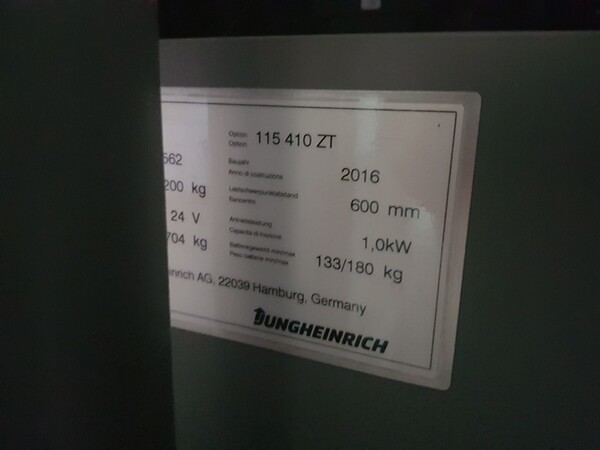 Option 115 410 ZT
Option
562 Baujahr 2016
Anno di costruzione
200 kg Lastschwerpunktabstand 600 mm
Baricentro
24 V Antriebsleistung 1,0kW
Capacita di trazione
704 kg Batteriegewicht min/max 133/180 kg
Peso batteria min/max
inrich AG, 22039 Hamburg, Germany
JUNGHEINRICH